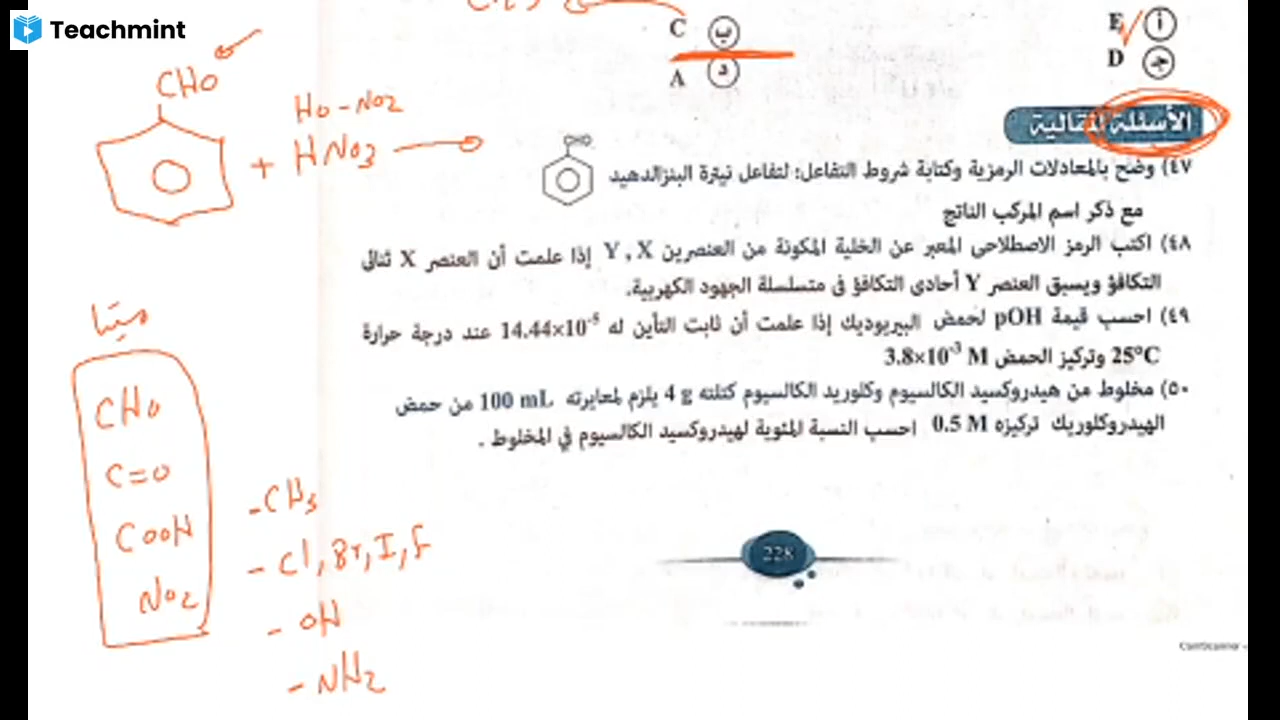 Teachmint
أ E
ب C
ج D
د A
الأسئلة المقالية
٤٧) وضح بالمعادلات الرمزية وكتابة شروط التفاعل؛ لتفاعل نيترة البنزالدهيد
مع ذكر اسم المركب الناتج
٤٨) اكتب الرمز الاصطلاحى المعبر عن الخلية المكونة من العنصرين Y , X إذا علمت أن العنصر X ثنائى
التكافؤ ويسبق العنصر Y أحادى التكافؤ فى متسلسلة الجهود الكهربية.
٤٩) احسب قيمة pOH لحمض البيريوديك إذا علمت أن ثابت التأين له 14.44×10⁻⁵ عند درجة حرارة
25°C وتركيز الحمض 3.8×10⁻³ M
٥٠) مخلوط من هيدروكسيد الكالسيوم وكلوريد الكالسيوم كتلته 4 g يلزم لمعايرته 100 mL من حمض
الهيدروكلوريك تركيزه 0.5 M احسب النسبة المئوية لهيدروكسيد الكالسيوم في المخلوط .
228
CamScanner
CHO
HO-NO2
+ HNO3
ميتا
CHO
C=O
COOH
NO2
-CH3
- Cl, Br, I, F
- OH
- NH2